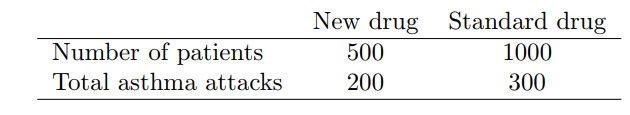 New drug Standard drug
Number of patients 500 1000
Total asthma attacks 200 300